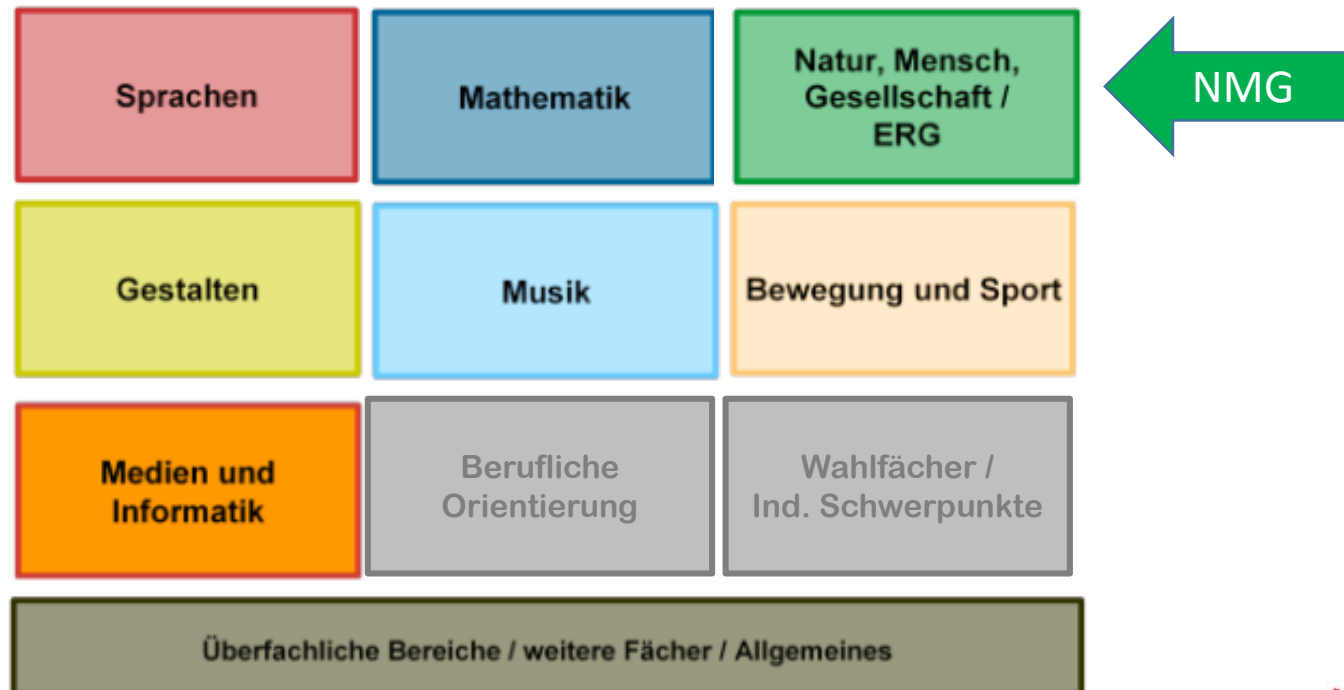 Sprachen
Mathematik
Natur, Mensch,
Gesellschaft /
ERG
NMG
Gestalten
Musik
Bewegung und Sport
Medien und
Informatik
Berufliche
Orientierung
Wahlfächer /
Ind. Schwerpunkte
Überfachliche Bereiche / weitere Fächer / Allgemeines